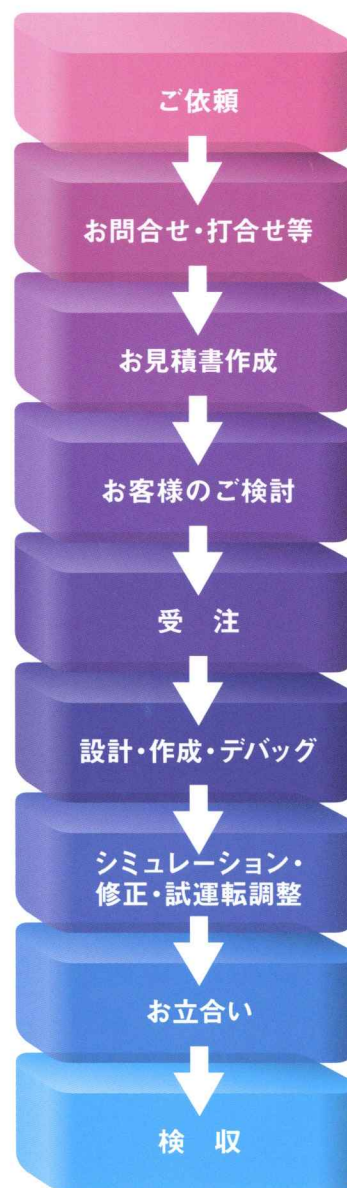 ご依頼
お問合せ・打合せ等
お見積書作成
お客様のご検討
受　注
設計・作成・デバッグ
シミュレーション・
修正・試運転調整
お立合い
検　収